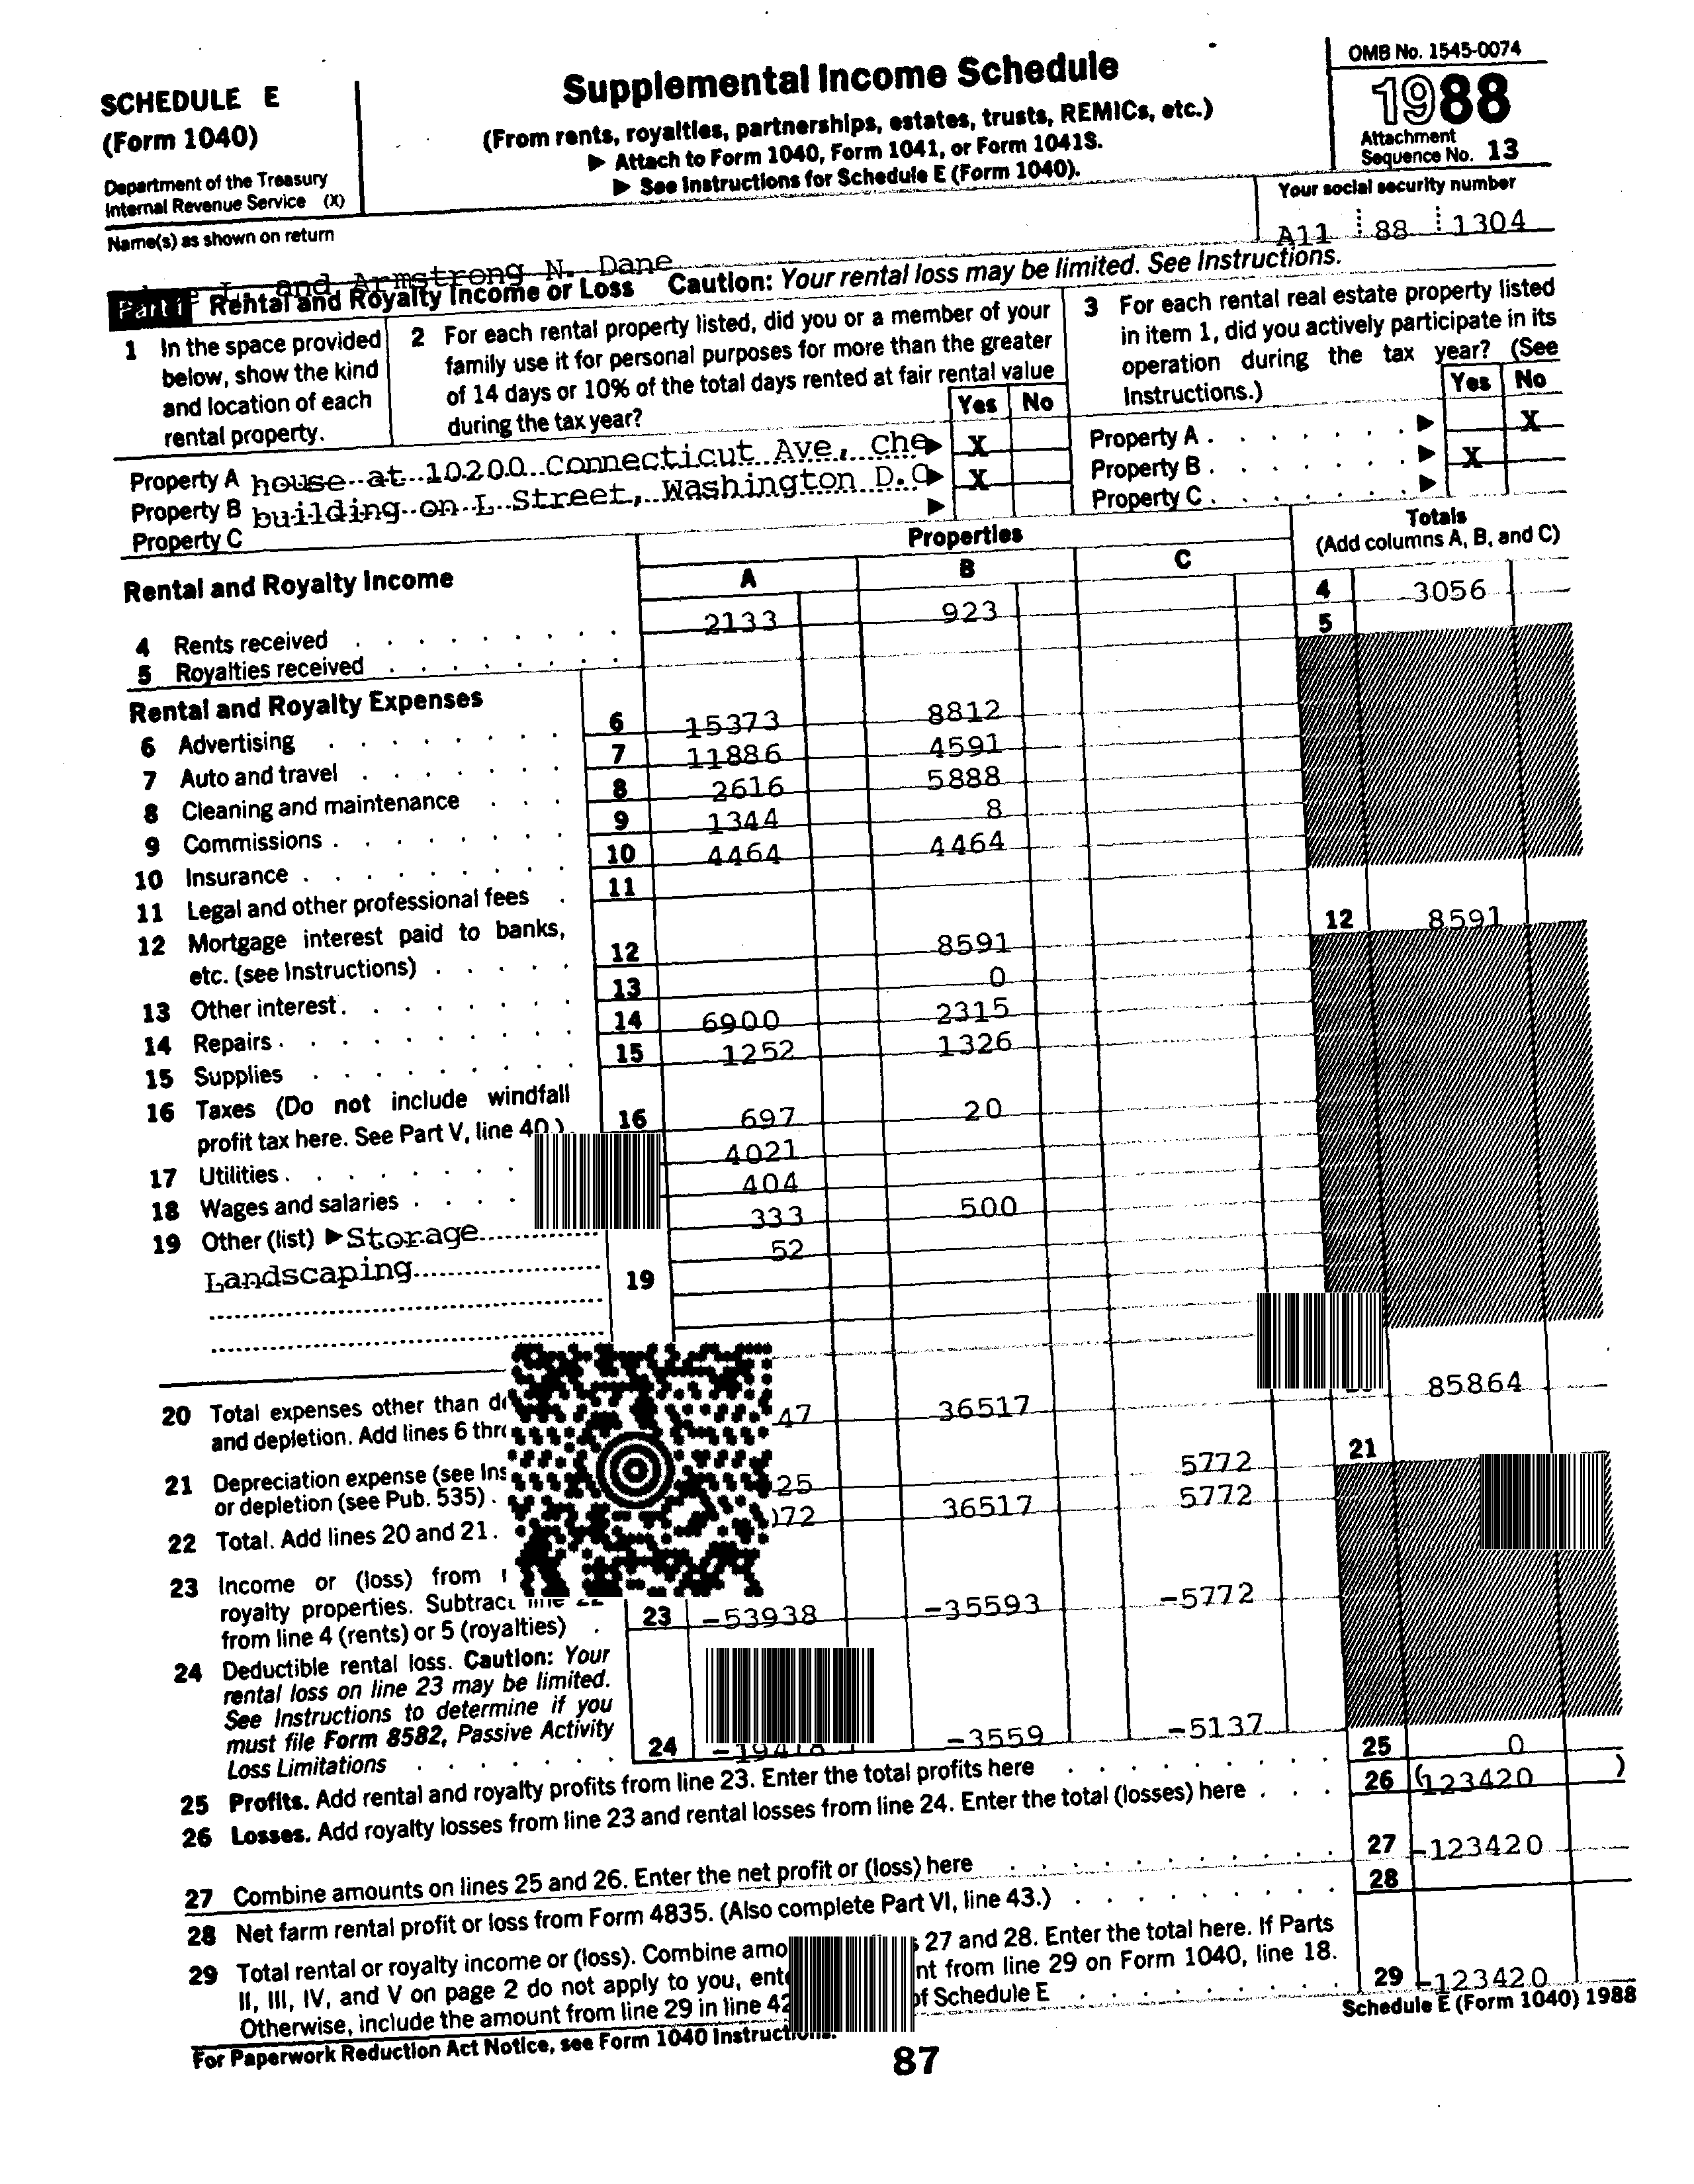 SCHEDULE E
(Form 1040)
Department of the Treasury
Internal Revenue Service (X)
Supplemental Income Schedule
(From rents, royalties, partnerships, estates, trusts, REMICs, etc.)
▶ Attach to Form 1040, Form 1041, or Form 1041S.
▶ See Instructions for Schedule E (Form 1040).
OMB No. 1545-0074
1988
Attachment
Sequence No. 13
Name(s) as shown on return
Your social security number
A11 88 1304
and Armstrong N. Dane
Part I Rental and Royalty Income or Loss Caution: Your rental loss may be limited. See Instructions.
1 In the space provided
below, show the kind
and location of each
rental property.
2 For each rental property listed, did you or a member of your
family use it for personal purposes for more than the greater
of 14 days or 10% of the total days rented at fair rental value
during the tax year?
Yes No
3 For each rental real estate property listed
in item 1, did you actively participate in its
operation during the tax year? (See
Instructions.)
Yes No
Property A house at 10200 Connecticut Ave, Che ▶ X
Property B building on L Street, Washington D.C ▶ X
Property C ▶
Property A . . . . . . . ▶ X
Property B . . . . . . . ▶ X
Property C . . . . . . . ▶
Rental and Royalty Income
Properties
A B C
Totals
(Add columns A, B, and C)
4 Rents received . . . . . . . . . 2133 923 4 3056
5 Royalties received . . . . . . . . 5
Rental and Royalty Expenses
6 Advertising . . . . . . . . 6 15373 8812
7 Auto and travel . . . . . . . 7 11886 4591
8 Cleaning and maintenance . . . 8 2616 5888
9 Commissions . . . . . . . . 9 1344 8
10 Insurance . . . . . . . . . 10 4464 4464
11 Legal and other professional fees . 11
12 Mortgage interest paid to banks,
etc. (see Instructions) . . . . . 12 8591 12 8591
13 Other interest . . . . . . . . 13 0
14 Repairs . . . . . . . . . . 14 6900 2315
15 Supplies . . . . . . . . . 15 1252 1326
16 Taxes (Do not include windfall
profit tax here. See Part V, line 40.) 16 697 20
17 Utilities . . . . . . . 4021
18 Wages and salaries . . . . 404
19 Other (list) ▶ Storage 333 500
Landscaping 19 52
20 Total expenses other than
and depletion. Add lines 6 47 36517 85864
21 Depreciation expense (see
or depletion (see Pub. 535) . 25 5772 21
22 Total. Add lines 20 and 21 . 72 36517 5772
23 Income or (loss) from
royalty properties. Subtract line 22
from line 4 (rents) or 5 (royalties) . 23 -53938 -35593 -5772
24 Deductible rental loss. Caution: Your
rental loss on line 23 may be limited.
See Instructions to determine if you
must file Form 8582, Passive Activity
Loss Limitations . . . . . . 24 -3559 -5137
25 Profits. Add rental and royalty profits from line 23. Enter the total profits here . . . . . . . . 25 0
26 Losses. Add royalty losses from line 23 and rental losses from line 24. Enter the total (losses) here . . . 26 (123420 )
27 Combine amounts on lines 25 and 26. Enter the net profit or (loss) here . . . . . . . . . . 27 -123420
28 Net farm rental profit or loss from Form 4835. (Also complete Part VI, line 43.) . . . . . . . . . 28
29 Total rental or royalty income or (loss). Combine 27 and 28. Enter the total here. If Parts
II, III, IV, and V on page 2 do not apply to you, from line 29 on Form 1040, line 18.
Otherwise, include the amount from line 29 in line of Schedule E . . . . . . . . 29 -123420
For Paperwork Reduction Act Notice, see Form 1040 Instructions.
Schedule E (Form 1040) 1988
87